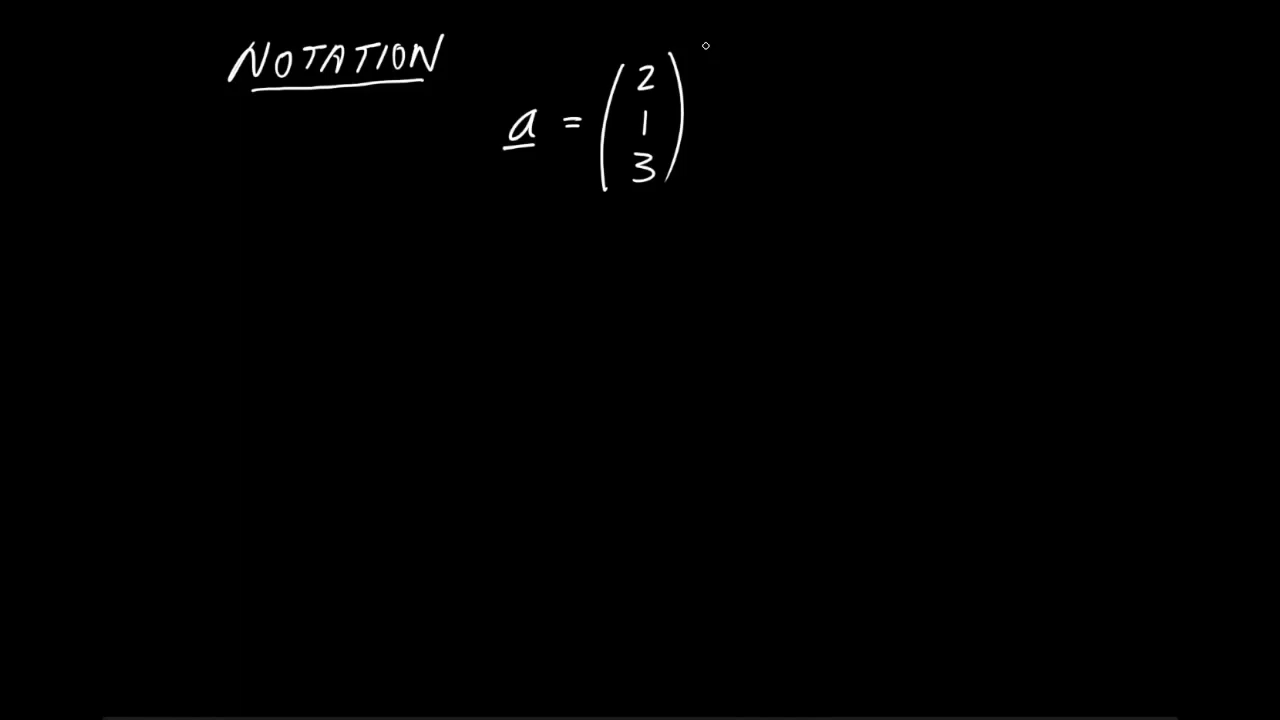 NOTATION
a = (2
1
3)